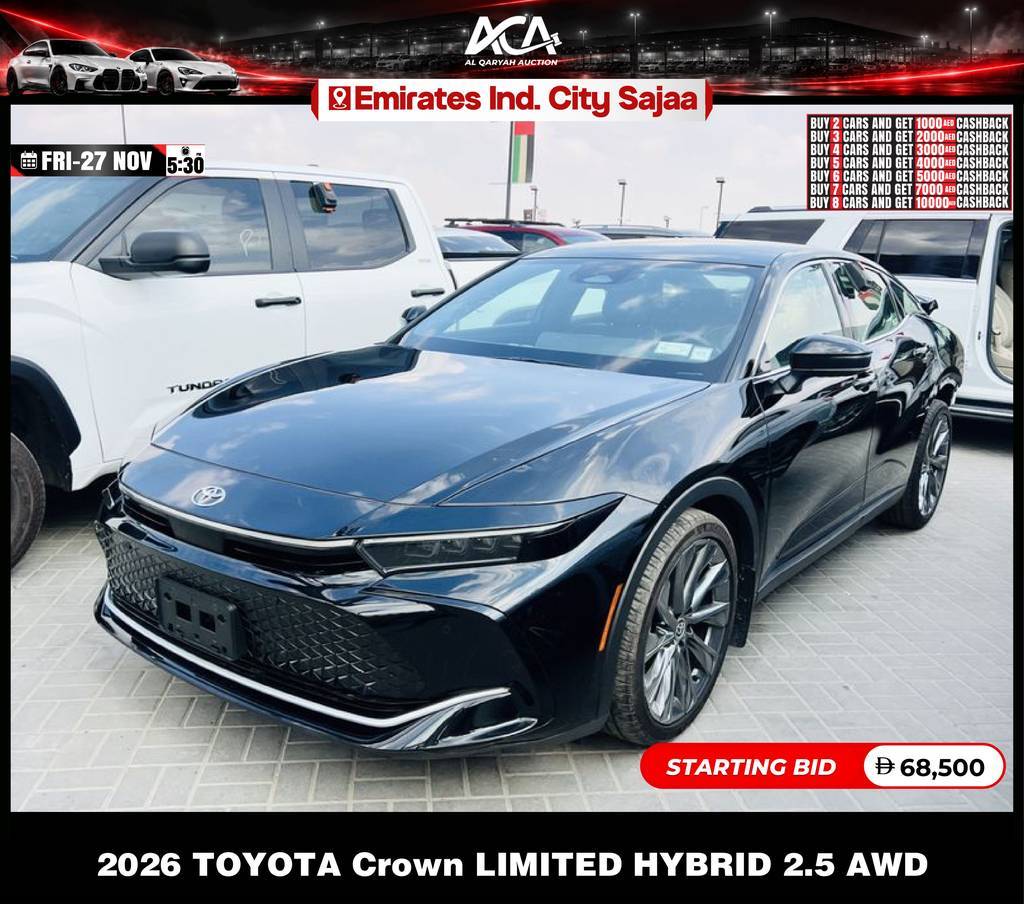 ACA
AL QARYAH AUCTION
Emirates Ind. City Sajaa
FRI-27 NOV 5:30
BUY 2 CARS AND GET 1000 AED CASHBACK
BUY 3 CARS AND GET 2000 AED CASHBACK
BUY 4 CARS AND GET 3000 AED CASHBACK
BUY 5 CARS AND GET 4000 AED CASHBACK
BUY 6 CARS AND GET 5000 AED CASHBACK
BUY 7 CARS AND GET 7000 AED CASHBACK
BUY 8 CARS AND GET 10000 AED CASHBACK
TUNDRA
STARTING BID 68,500
2026 TOYOTA Crown LIMITED HYBRID 2.5 AWD